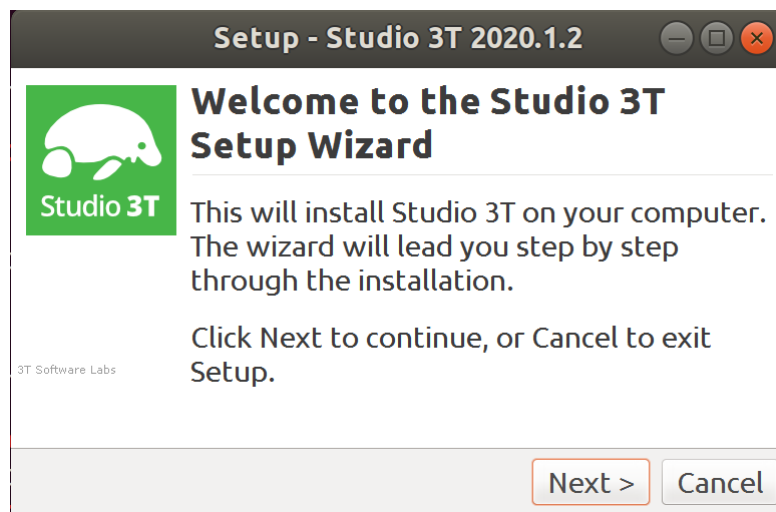 Setup - Studio 3T 2020.1.2
Welcome to the Studio 3T
Setup Wizard
Studio 3T
This will install Studio 3T on your computer.
The wizard will lead you step by step
through the installation.
Click Next to continue, or Cancel to exit
Setup.
3T Software Labs
Next >
Cancel